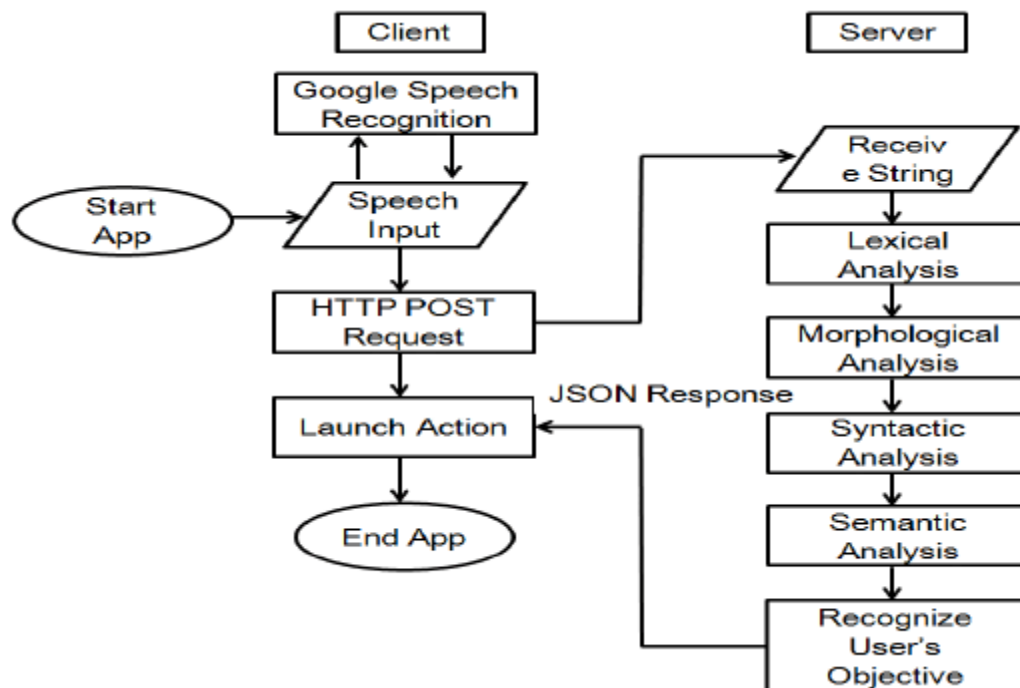 Client
Server
Google Speech
Recognition
Receiv
e String
Start
App
Speech
Input
Lexical
Analysis
HTTP POST
Request
Morphological
Analysis
JSON Response
Launch Action
Syntactic
Analysis
End App
Semantic
Analysis
Recognize
User's
Objective